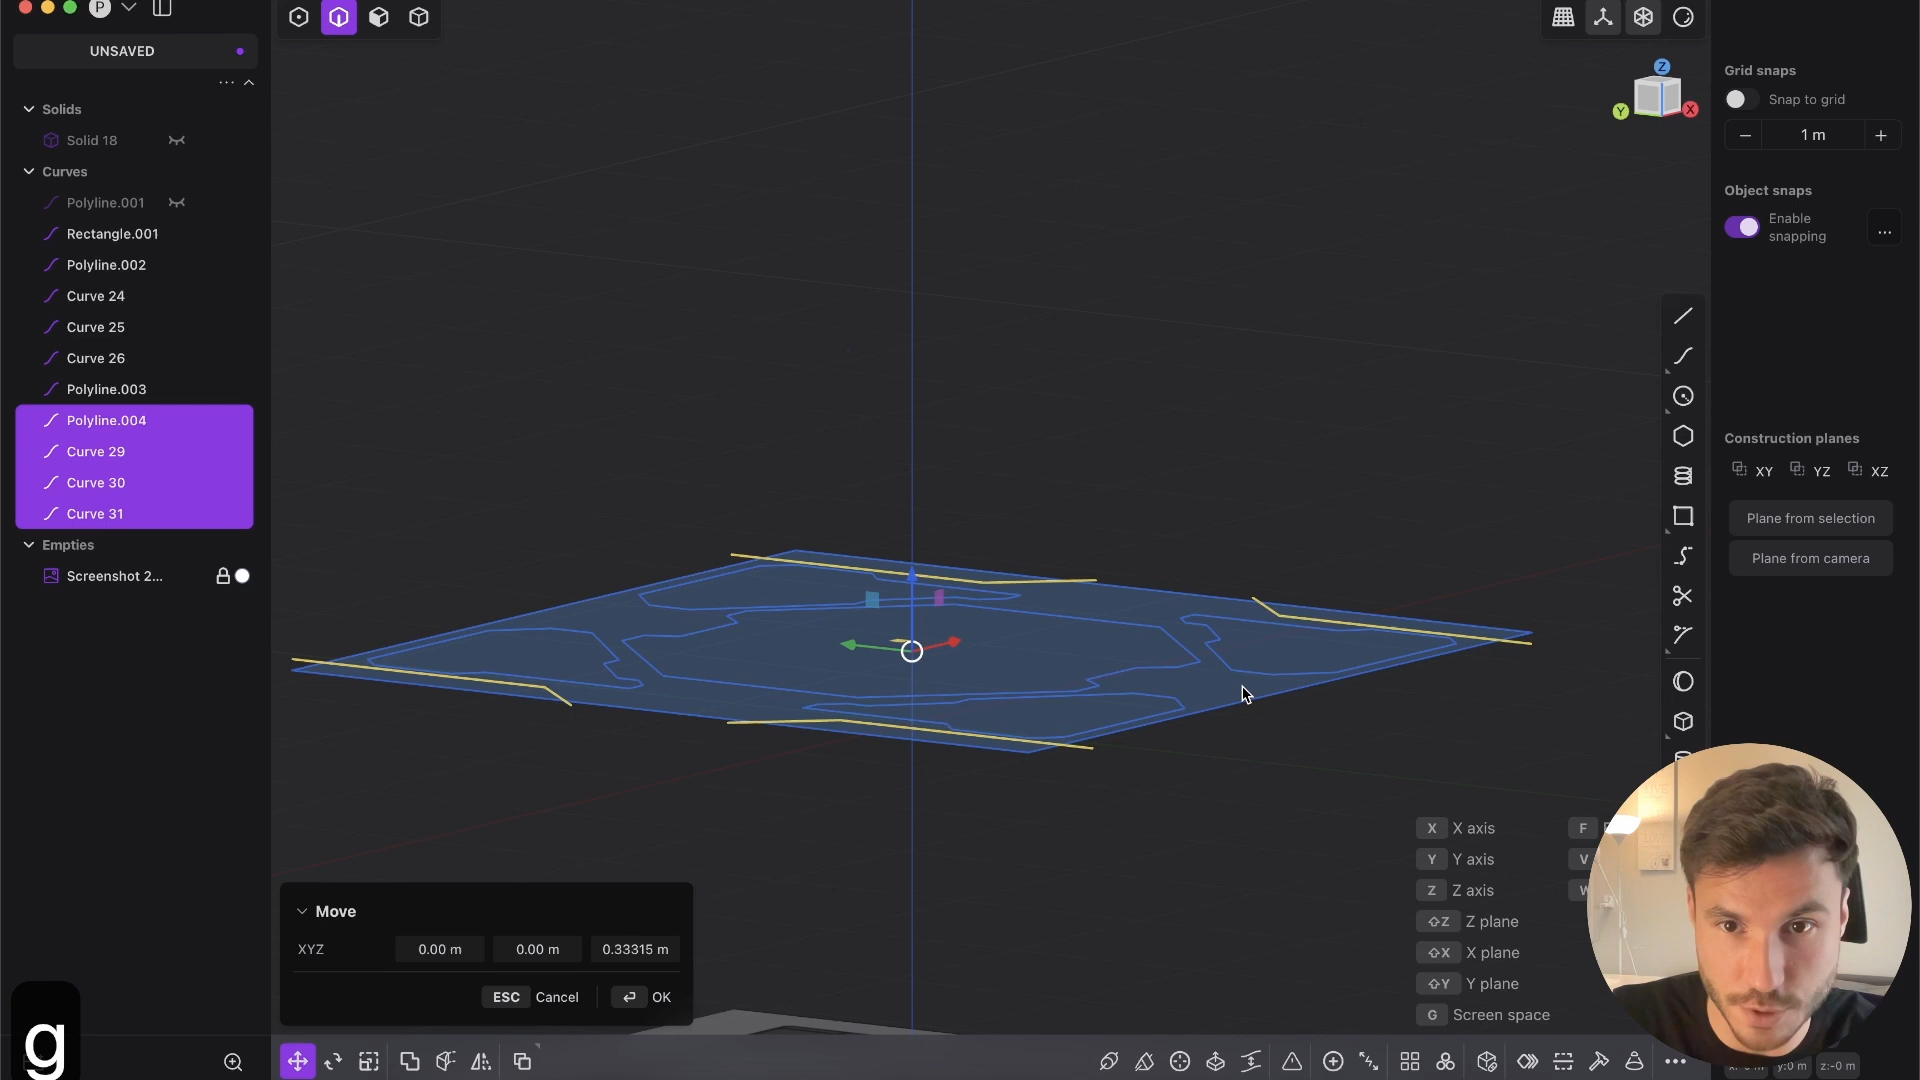 P
UNSAVED
Solids
Solid 18
Curves
Polyline.001
Rectangle.001
Polyline.002
Curve 24
Curve 25
Curve 26
Polyline.003
Polyline.004
Curve 29
Curve 30
Curve 31
Empties
Screenshot 2...
Z
Y
X
Grid snaps
Snap to grid
1 m
Object snaps
Enable
snapping
...
Construction planes
XY YZ XZ
Plane from selection
Plane from camera
X X axis
F
Y Y axis
V
Z Z axis
⇧Z Z plane
⇧X X plane
⇧Y Y plane
G Screen space
Move
XYZ 0.00 m 0.00 m 0.33315 m
ESC Cancel OK
g
y:0 m z:-0 m